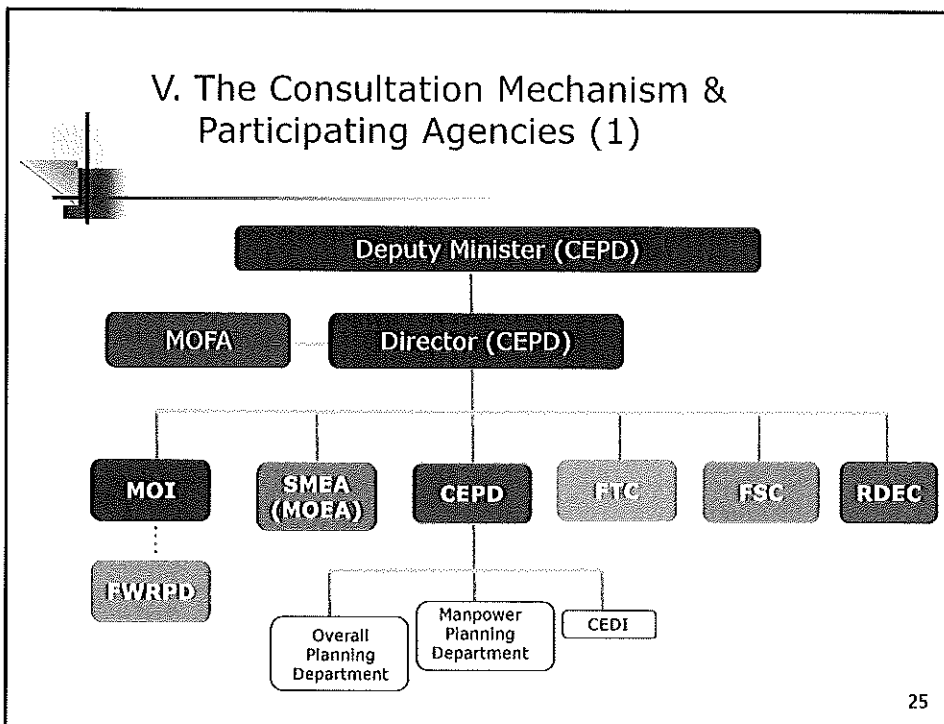 V. The Consultation Mechanism &
Participating Agencies (1)
Deputy Minister (CEPD)
MOFA
Director (CEPD)
MOI
SMEA
(MOEA)
CEPD
FTC
FSC
RDEC
FWRPD
Overall
Planning
Department
Manpower
Planning
Department
CEDI
25